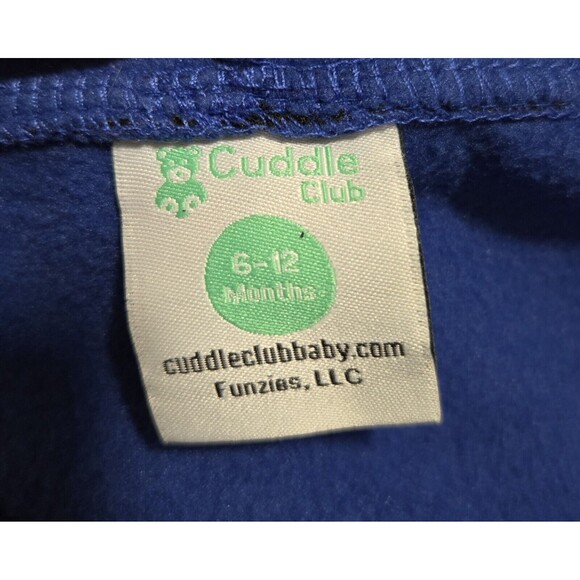 Cuddle
Club
6-12
Months
cuddleclubbaby.com
Funzies, LLC